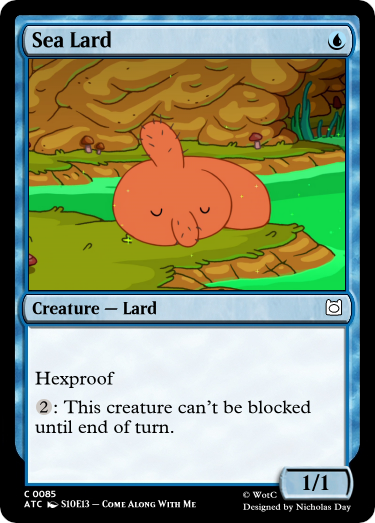 Sea Lard
Creature — Lard
Hexproof
2: This creature can't be blocked
until end of turn.
1/1
C 0085
ATC S10E13 — Come Along With Me
© WotC
Designed by Nicholas Day